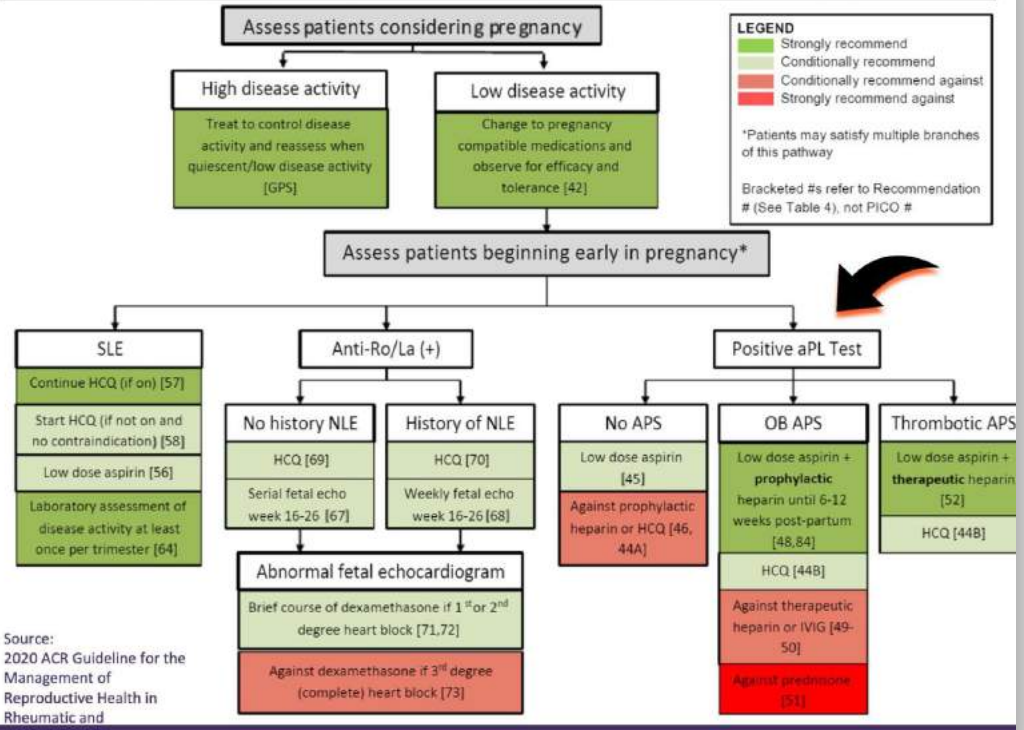 Assess patients considering pregnancy
LEGEND
Strongly recommend
Conditionally recommend
Conditionally recommend against
Strongly recommend against
*Patients may satisfy multiple branches
of this pathway
Bracketed #s refer to Recommendation
# (See Table 4), not PICO #
High disease activity
Treat to control disease
activity and reassess when
quiescent/low disease activity
[GPS]
Low disease activity
Change to pregnancy
compatible medications and
observe for efficacy and
tolerance [42]
Assess patients beginning early in pregnancy*
SLE
Continue HCQ (if on) [57]
Start HCQ (if not on and
no contraindication) [58]
Low dose aspirin [56]
Laboratory assessment of
disease activity at least
once per trimester [64]
Anti-Ro/La (+)
No history NLE
HCQ [69]
Serial fetal echo
week 16-26 [67]
History of NLE
HCQ [70]
Weekly fetal echo
week 16-26 [68]
Abnormal fetal echocardiogram
Brief course of dexamethasone if 1st or 2nd
degree heart block [71,72]
Against dexamethasone if 3rd degree
(complete) heart block [73]
Positive aPL Test
No APS
Low dose aspirin
[45]
Against prophylactic
heparin or HCQ [46,
44A]
OB APS
Low dose aspirin +
prophylactic
heparin until 6-12
weeks post-partum
[48,84]
HCQ [44B]
Against therapeutic
heparin or IVIG [49-
50]
Against prednisone
[51]
Thrombotic APS
Low dose aspirin +
therapeutic heparin
[52]
HCQ [44B]
Source:
2020 ACR Guideline for the
Management of
Reproductive Health in
Rheumatic and